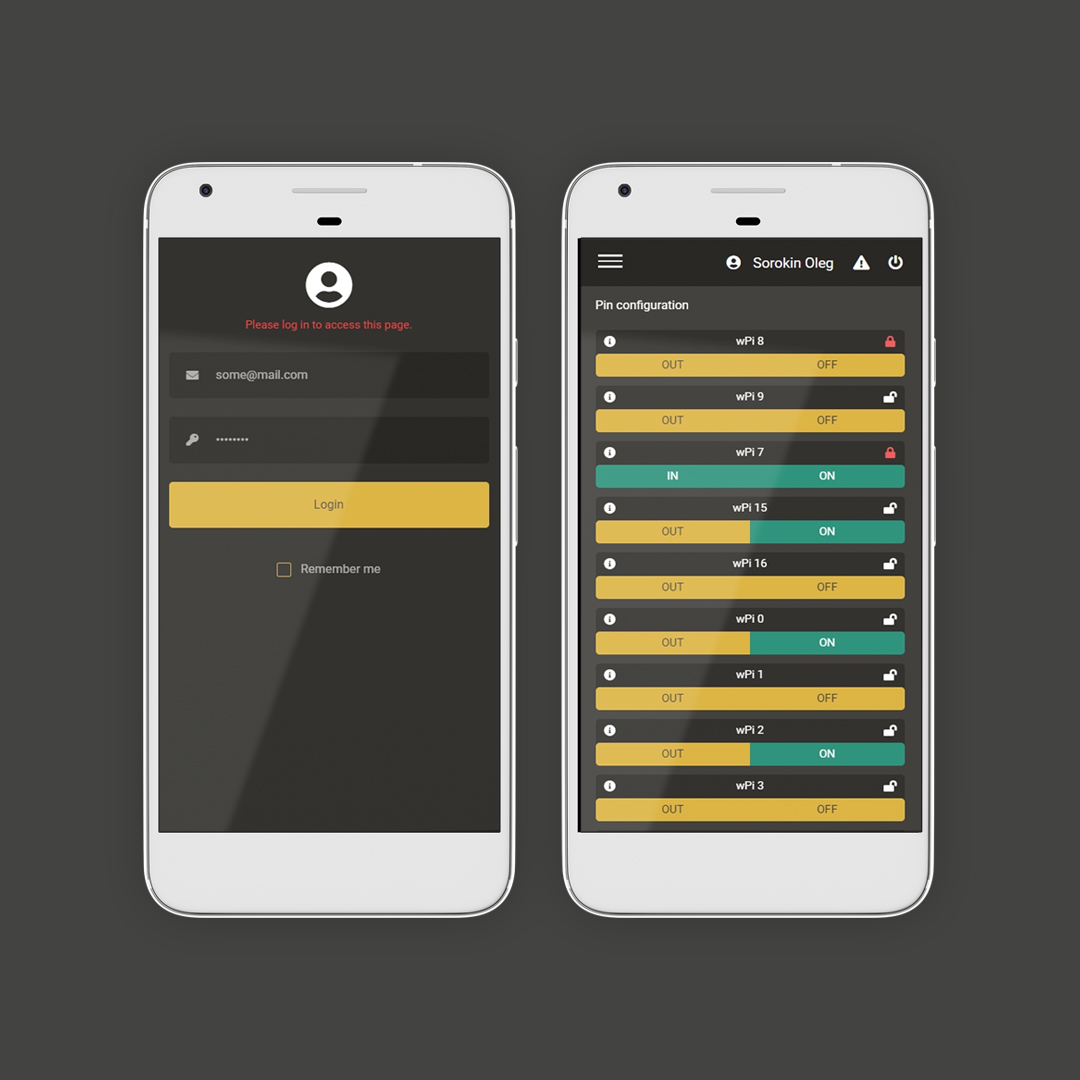 Please log in to access this page.
some@mail.com
••••••••
Login
Remember me
Sorokin Oleg
Pin configuration
wPi 8
OUT OFF
wPi 9
OUT OFF
wPi 7
IN ON
wPi 15
OUT ON
wPi 16
OUT OFF
wPi 0
OUT ON
wPi 1
OUT OFF
wPi 2
OUT ON
wPi 3
OUT OFF